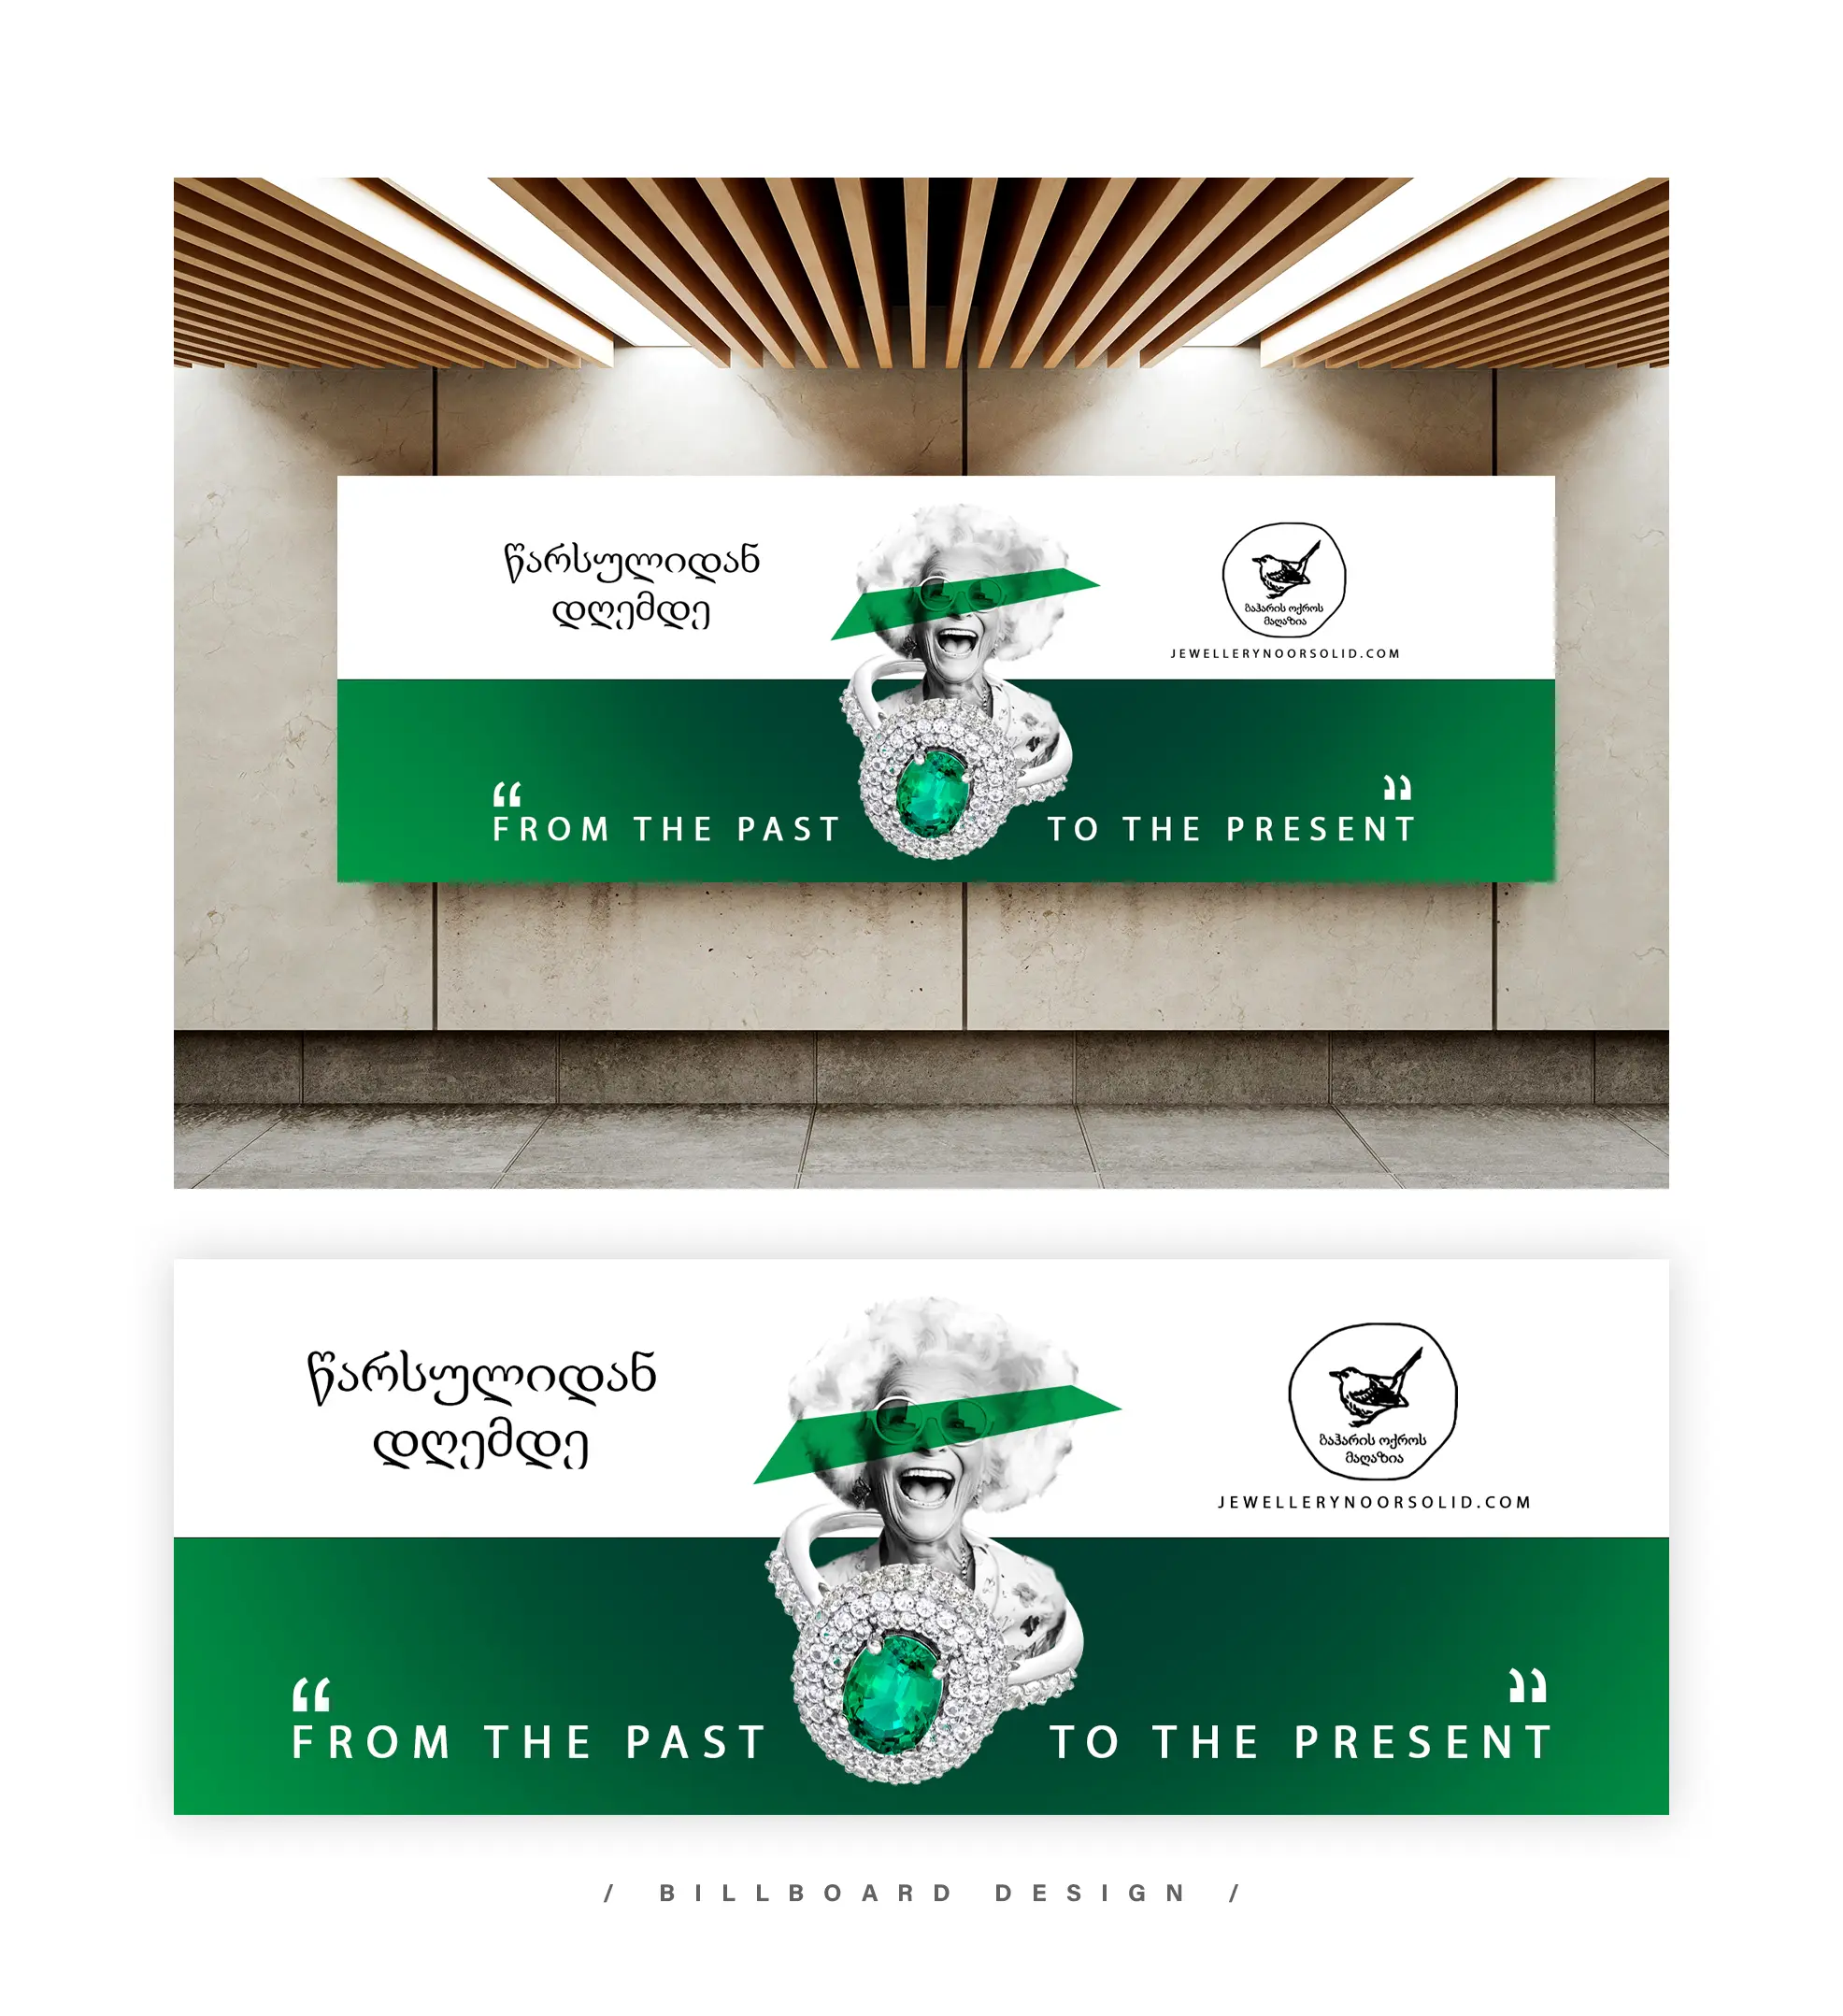 წარსულიდან
დღემდე
ბაჰარის ოქროს
მაღაზია
JEWELLERYNOORSOLID.COM
“
”
FROM THE PAST TO THE PRESENT
წარსულიდან
დღემდე
ბაჰარის ოქროს
მაღაზია
JEWELLERYNOORSOLID.COM
“
”
FROM THE PAST TO THE PRESENT
/ BILLBOARD DESIGN /